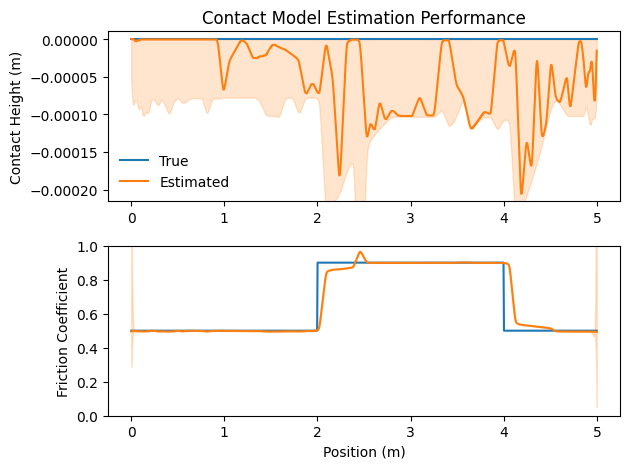 Contact Model Estimation Performance
Contact Height (m)
0.00000
−0.00005
−0.00010
−0.00015
−0.00020
True
Estimated
0 1 2 3 4 5
Friction Coefficient
1.0
0.8
0.6
0.4
0.2
0.0
0 1 2 3 4 5
Position (m)